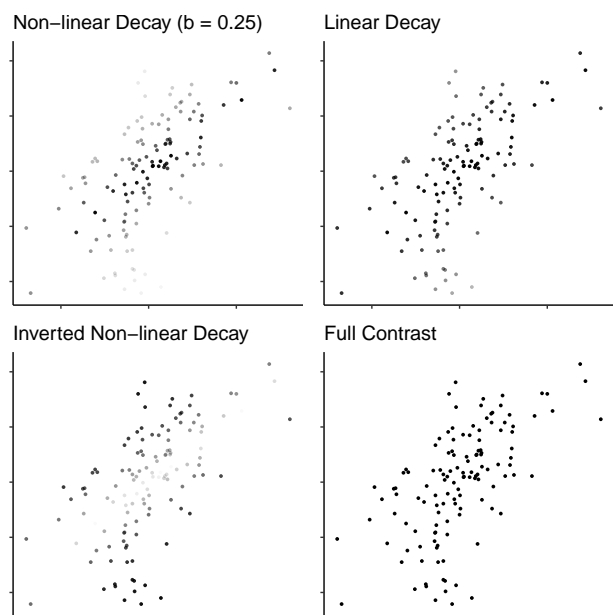 Non−linear Decay (b = 0.25)
Linear Decay
Inverted Non−linear Decay
Full Contrast